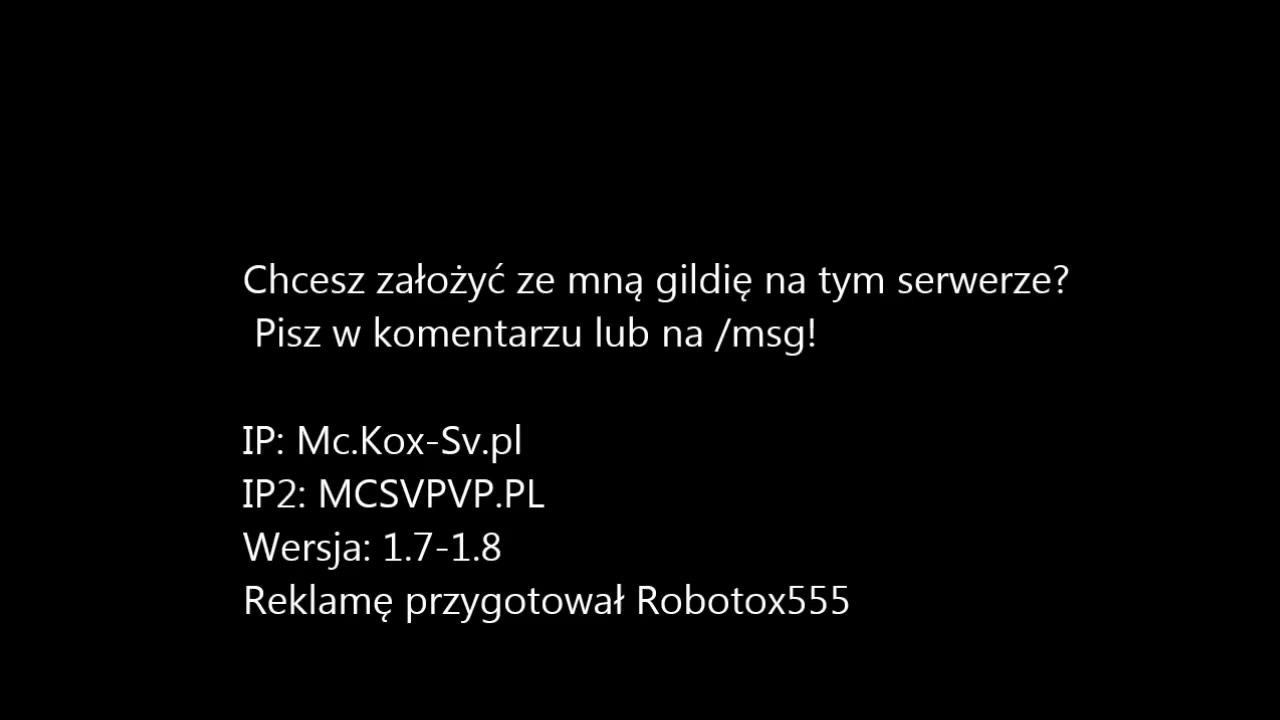 Chcesz założyć ze mną gildię na tym serwerze?
Pisz w komentarzu lub na /msg!
IP: Mc.Kox-Sv.pl
IP2: MCSVPVP.PL
Wersja: 1.7-1.8
Reklamę przygotował Robotox555